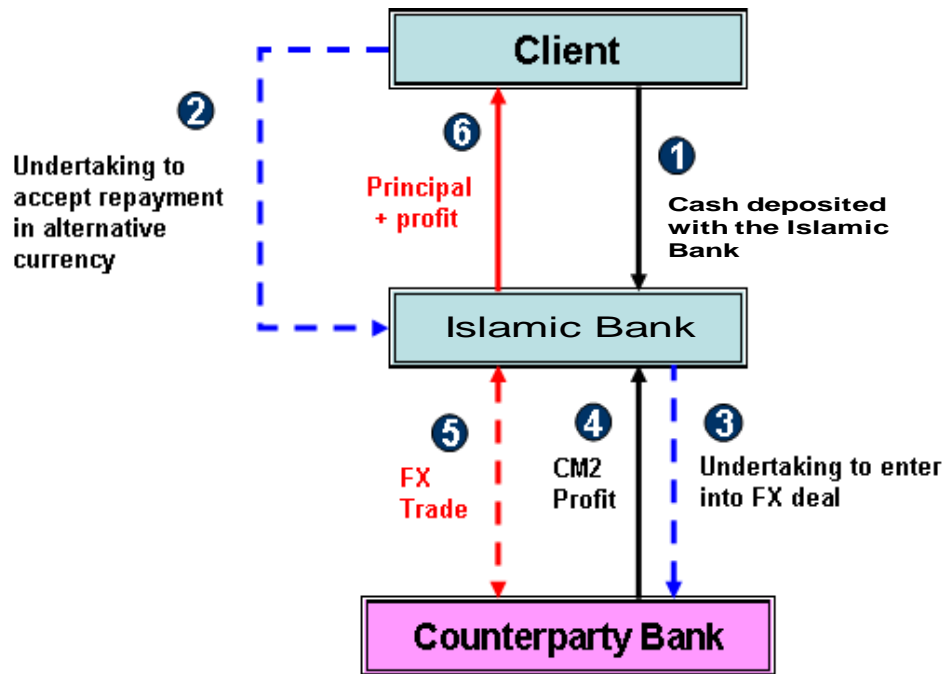 Client
2
Undertaking to
accept repayment
in alternative
currency
6
Principal
+ profit
1
Cash deposited
with the Islamic
Bank
Islamic Bank
5
FX
Trade
4
CM2
Profit
3
Undertaking to enter
into FX deal
Counterparty Bank